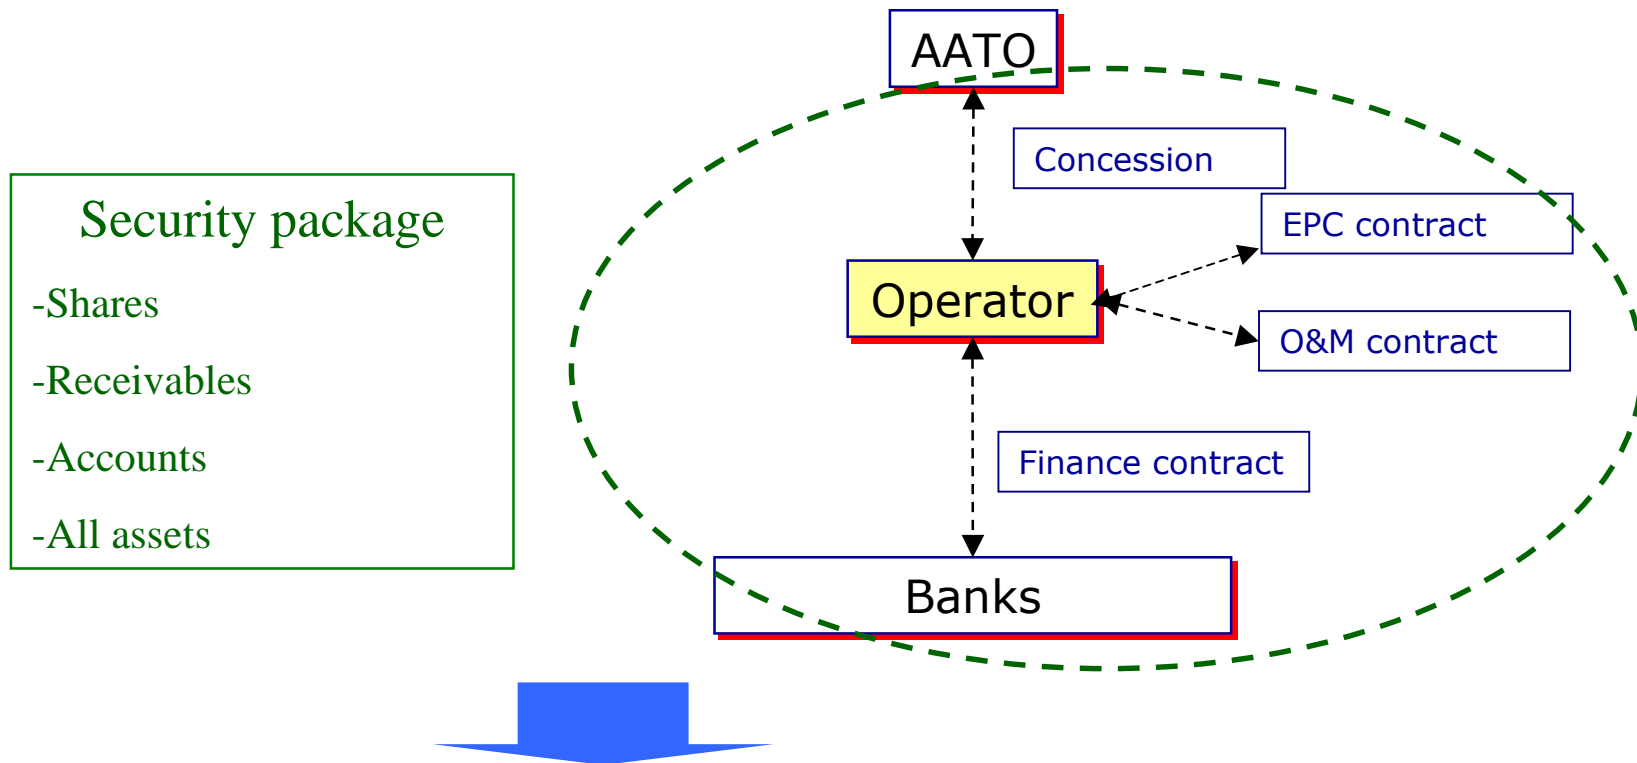 AATO
Concession
Security package
EPC contract
-Shares
Operator
O&M contract
-Receivables
-Accounts
Finance contract
-All assets
Banks